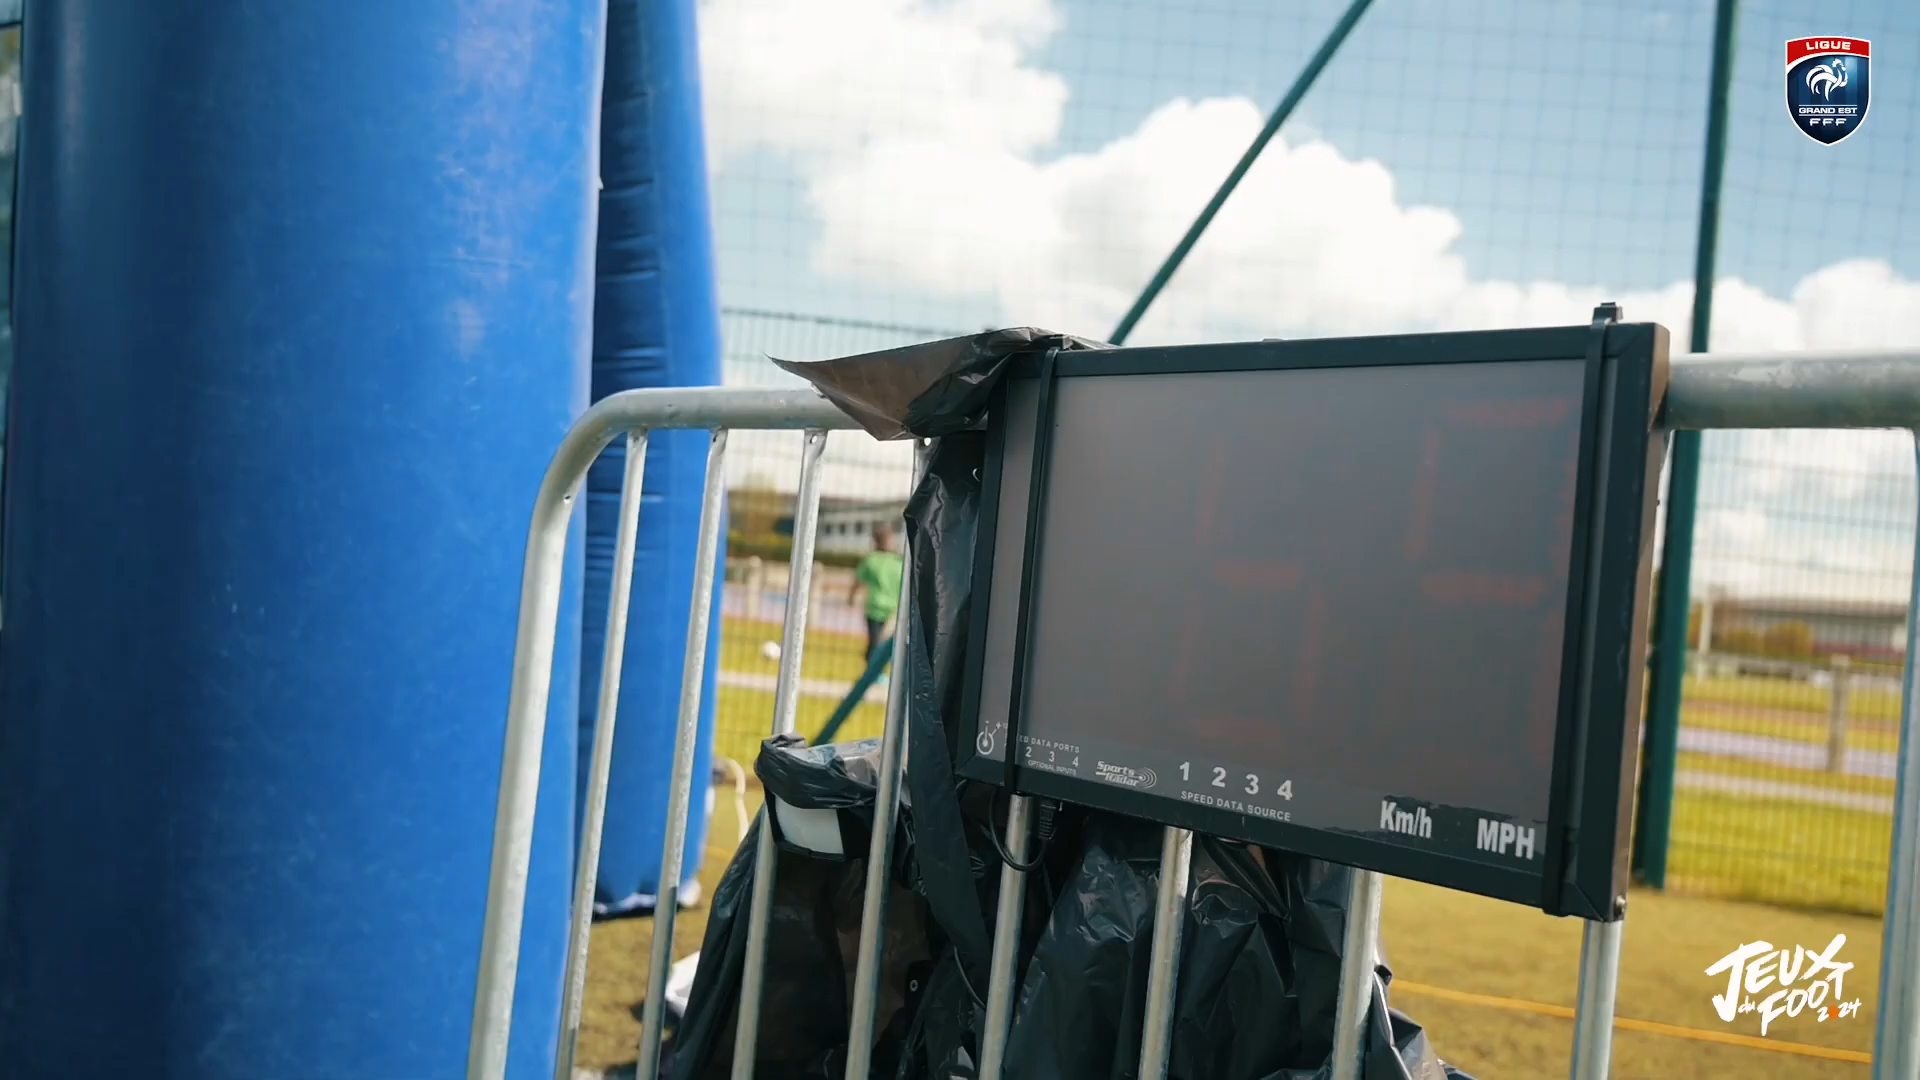 LIGUE
GRAND EST
FFF
ED DATA PORTS
2 3 4
OPTIONAL INPUTS
Sports
Radar
1 2 3 4
SPEED DATA SOURCE
Km/h
MPH
JEUX
du FOOT
2024